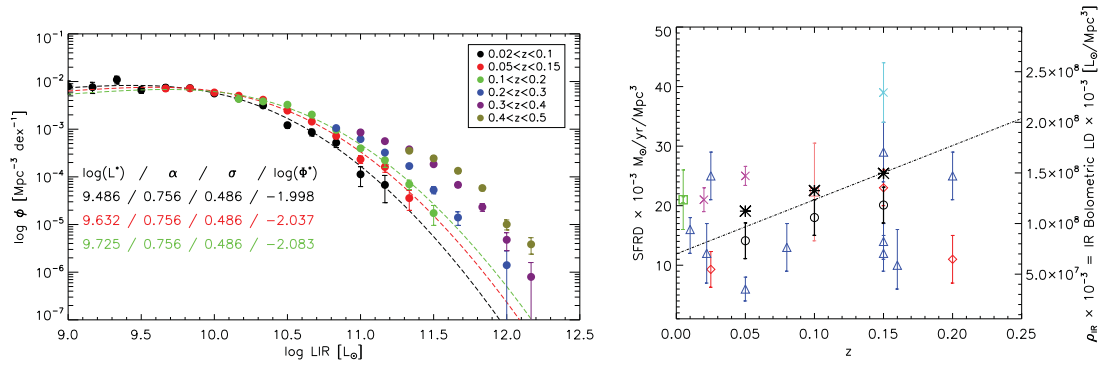 10⁻¹
10⁻²
10⁻³
10⁻⁴
10⁻⁵
10⁻⁶
10⁻⁷
log ϕ [Mpc⁻³ dex⁻¹]
0.02<z<0.1
0.05<z<0.15
0.1<z<0.2
0.2<z<0.3
0.3<z<0.4
0.4<z<0.5
log(L*) / α / σ / log(Φ*)
9.486 / 0.756 / 0.486 / −1.998
9.632 / 0.756 / 0.486 / −2.037
9.725 / 0.756 / 0.486 / −2.083
9.0 9.5 10.0 10.5 11.0 11.5 12.0 12.5
log LIR [L⊙]
50
40
30
20
10
SFRD × 10⁻³ M⊙/yr/Mpc³
0.00 0.05 0.10 0.15 0.20 0.25
z
2.5×10⁸
2.0×10⁸
1.5×10⁸
1.0×10⁸
5.0×10⁷
ρIR × 10⁻³ = IR Bolometric LD × 10⁻³ [L⊙/Mpc³]